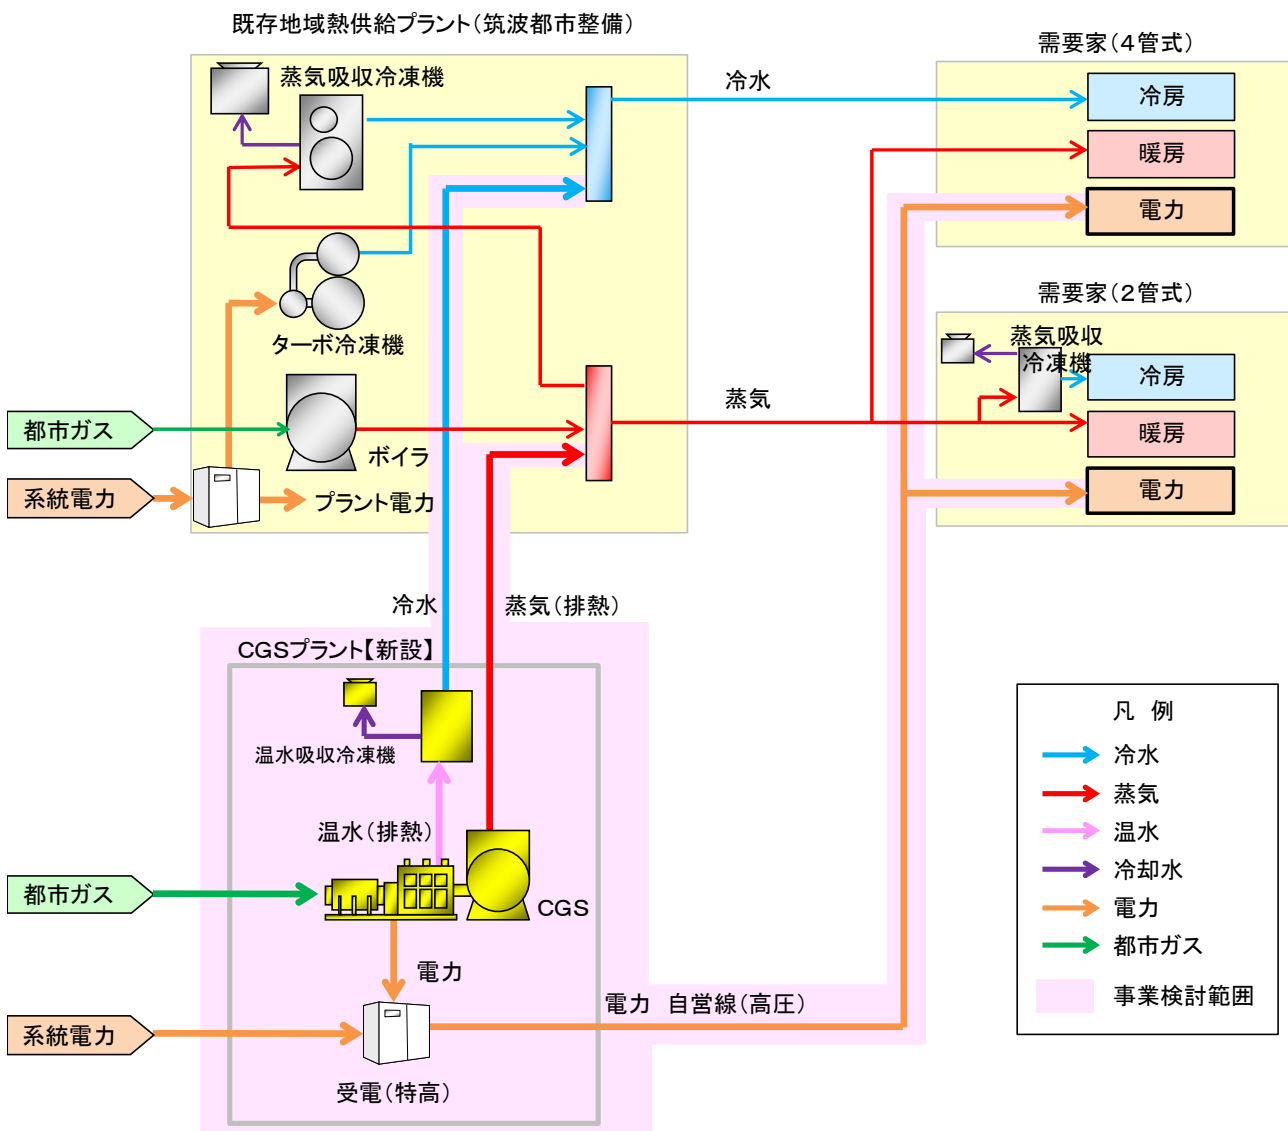 既存地域熱供給プラント(筑波都市整備)
蒸気吸収冷凍機
ターボ冷凍機
ボイラ
プラント電力
都市ガス
系統電力
冷水
蒸気
需要家(4管式)
冷房
暖房
電力
需要家(2管式)
蒸気吸収
冷凍機
冷房
暖房
電力
冷水
蒸気(排熱)
CGSプラント【新設】
温水吸収冷凍機
温水(排熱)
CGS
都市ガス
系統電力
電力
受電(特高)
電力 自営線(高圧)
凡 例
冷水
蒸気
温水
冷却水
電力
都市ガス
事業検討範囲